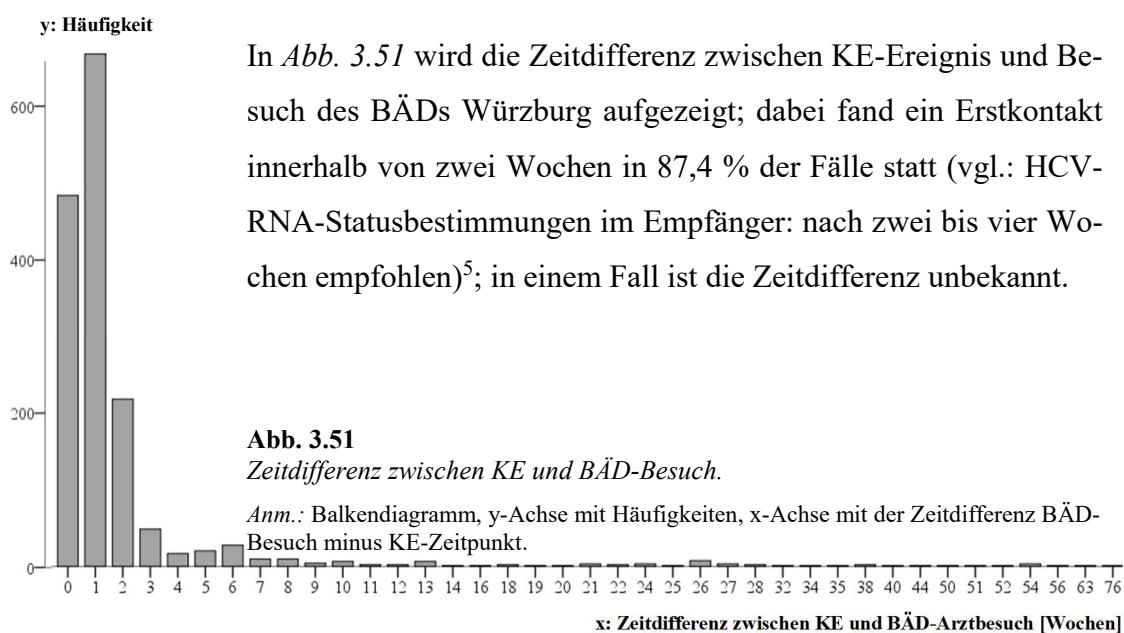 y: Häufigkeit
In Abb. 3.51 wird die Zeitdifferenz zwischen KE-Ereignis und Be-
such des BÄDs Würzburg aufgezeigt; dabei fand ein Erstkontakt
innerhalb von zwei Wochen in 87,4 % der Fälle statt (vgl.: HCV-
RNA-Statusbestimmungen im Empfänger: nach zwei bis vier Wo-
chen empfohlen)⁵; in einem Fall ist die Zeitdifferenz unbekannt.
600
400
200
0
Abb. 3.51
Zeitdifferenz zwischen KE und BÄD-Besuch.
Anm.: Balkendiagramm, y-Achse mit Häufigkeiten, x-Achse mit der Zeitdifferenz BÄD-
Besuch minus KE-Zeitpunkt.
0 1 2 3 4 5 6 7 8 9 10 11 12 13 14 16 18 19 20 21 22 24 25 26 27 28 32 34 35 38 40 44 50 51 52 54 56 63 76
x: Zeitdifferenz zwischen KE und BÄD-Arztbesuch [Wochen]